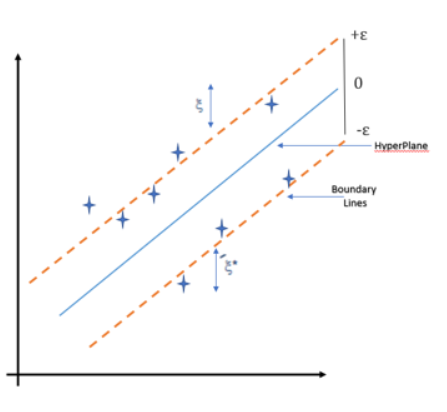 +ε
0
-ε
HyperPlane
Boundary
Lines
ξ
ξ*